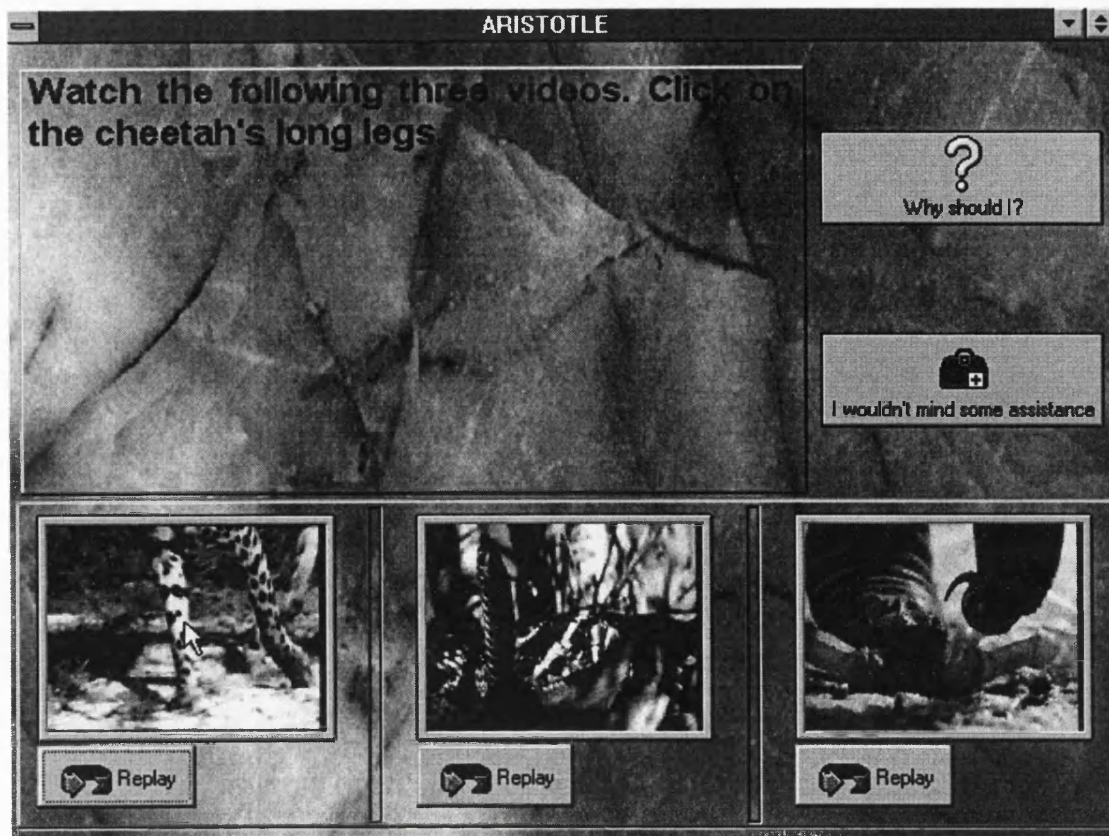 ARISTOTLE
Watch the following three videos. Click on
the cheetah's long legs.
Why should I?
I wouldn't mind some assistance
Replay
Replay
Replay